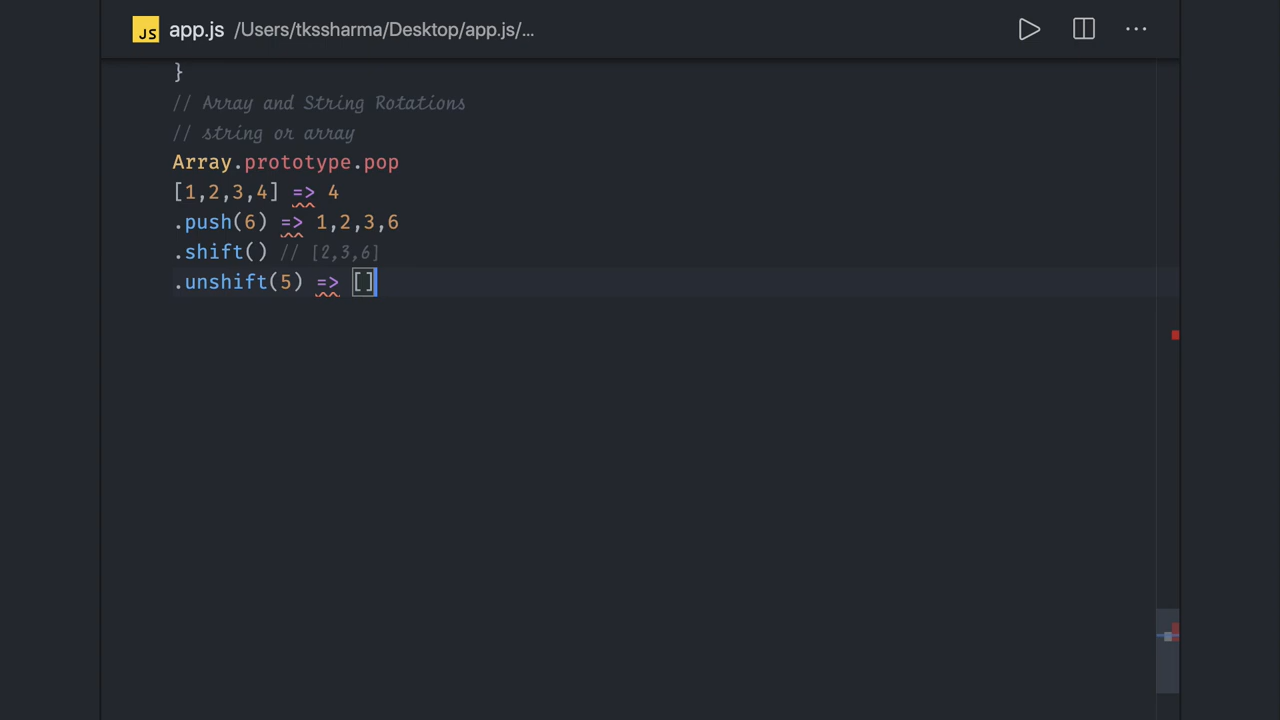 JS app.js /Users/tkssharma/Desktop/app.js/...
}
// Array and String Rotations
// string or array
Array.prototype.pop
[1,2,3,4] => 4
.push(6) => 1,2,3,6
.shift() // [2,3,6]
.unshift(5) => []